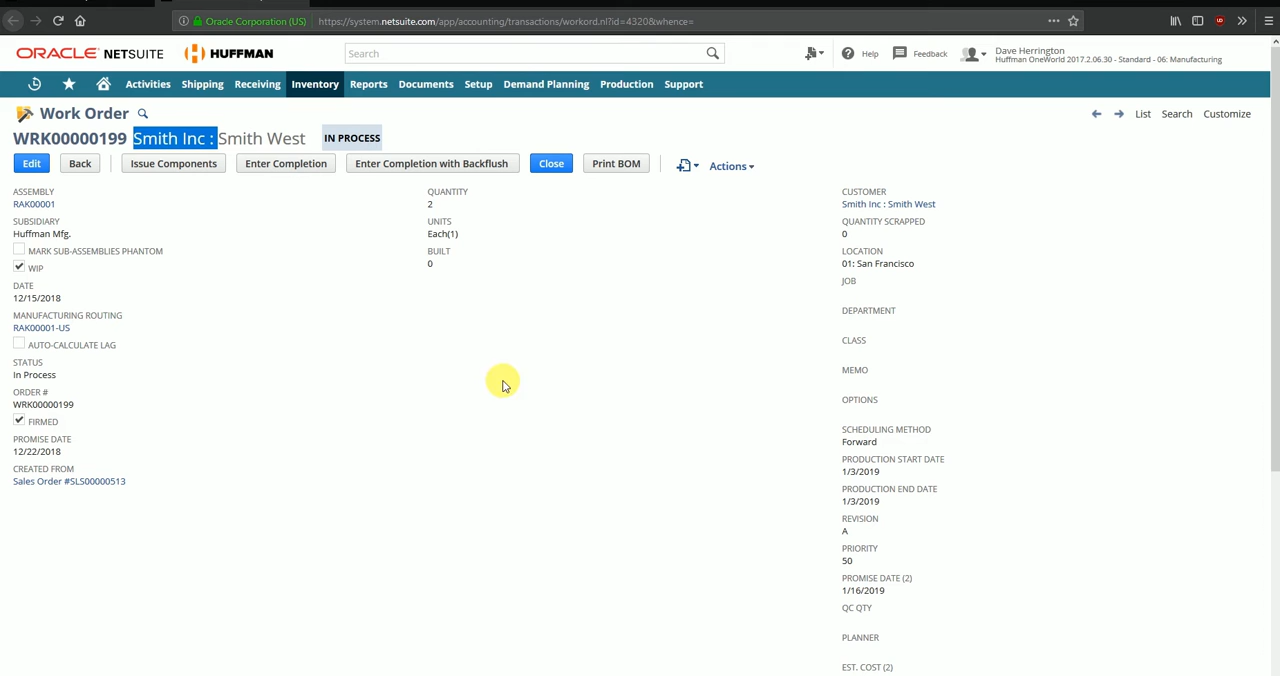 Oracle Corporation (US) https://system.netsuite.com/app/accounting/transactions/workord.nl?id=4320&whence=
ORACLE NETSUITE HUFFMAN Search Help Feedback Dave Herrington
Huffman OneWorld 2017.2.06.30 - Standard - 06: Manufacturing
Activities Shipping Receiving Inventory Reports Documents Setup Demand Planning Production Support
Work Order List Search Customize
WRK00000199 Smith Inc : Smith West IN PROCESS
Edit Back Issue Components Enter Completion Enter Completion with Backflush Close Print BOM Actions
ASSEMBLY
RAK00001
SUBSIDIARY
Huffman Mfg.
MARK SUB-ASSEMBLIES PHANTOM
WIP
DATE
12/15/2018
MANUFACTURING ROUTING
RAK00001-US
AUTO-CALCULATE LAG
STATUS
In Process
ORDER #
WRK00000199
FIRMED
PROMISE DATE
12/22/2018
CREATED FROM
Sales Order #SLS00000513
QUANTITY
2
UNITS
Each(1)
BUILT
0
CUSTOMER
Smith Inc : Smith West
QUANTITY SCRAPPED
0
LOCATION
01: San Francisco
JOB
DEPARTMENT
CLASS
MEMO
OPTIONS
SCHEDULING METHOD
Forward
PRODUCTION START DATE
1/3/2019
PRODUCTION END DATE
1/3/2019
REVISION
A
PRIORITY
50
PROMISE DATE (2)
1/16/2019
QC QTY
PLANNER
EST. COST (2)